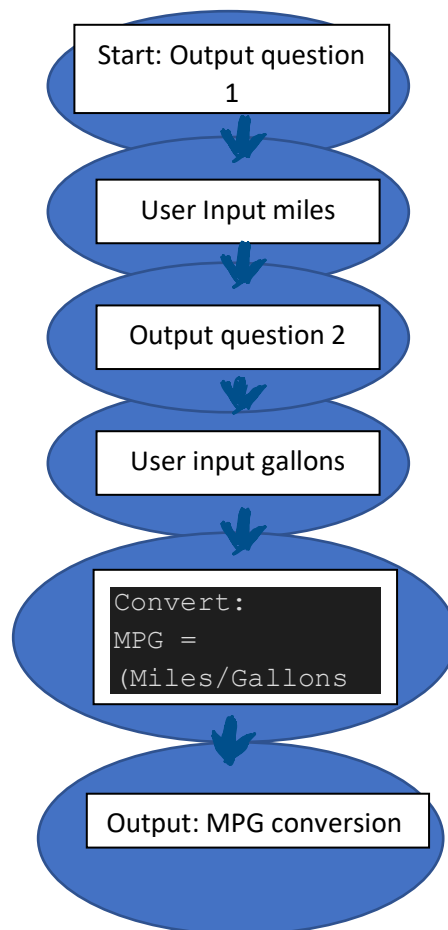 Start: Output question
1
User Input miles
Output question 2
User input gallons
Convert:
MPG =
(Miles/Gallons
Output: MPG conversion